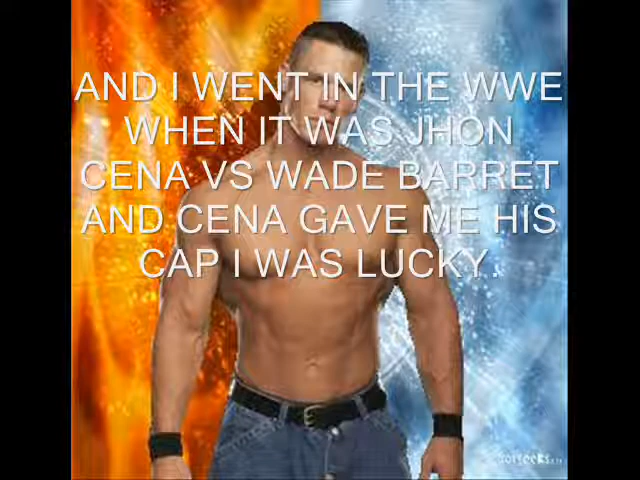 AND I WENT IN THE WWE
WHEN IT WAS JHON
CENA VS WADE BARRET
AND CENA GAVE ME HIS
CAP I WAS LUCKY.